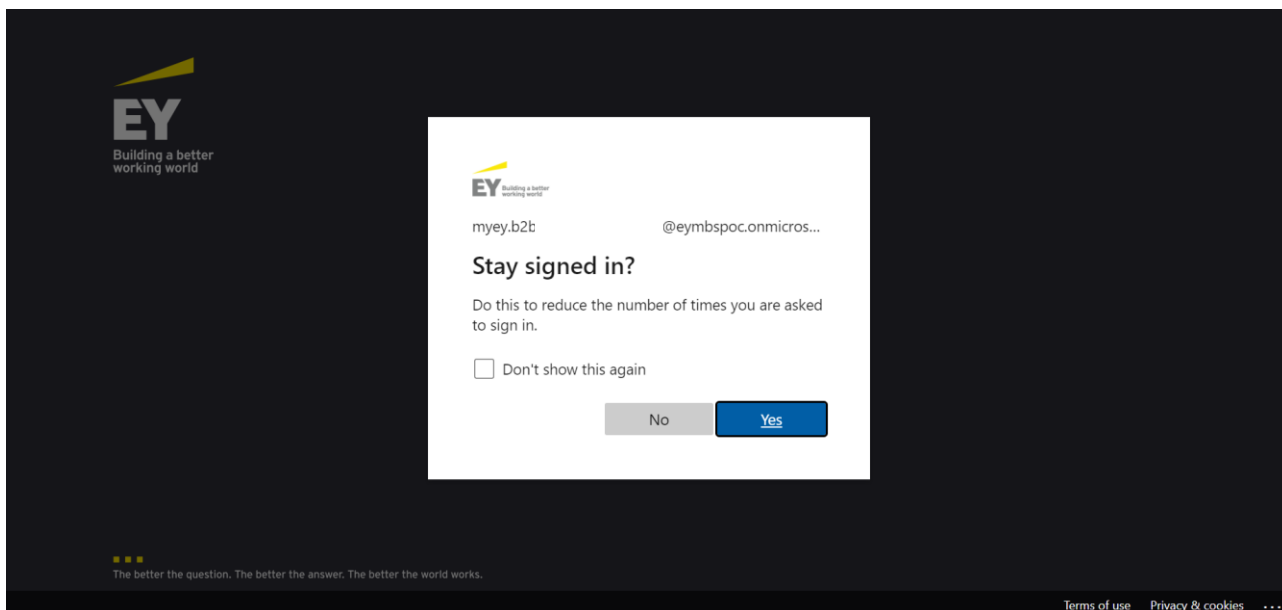 EY
Building a better
working world
EY Building a better
working world
myey.b2b @eymbspoc.onmicros...
Stay signed in?
Do this to reduce the number of times you are asked
to sign in.
Don't show this again
No Yes
The better the question. The better the answer. The better the world works.
Terms of use Privacy & cookies ...